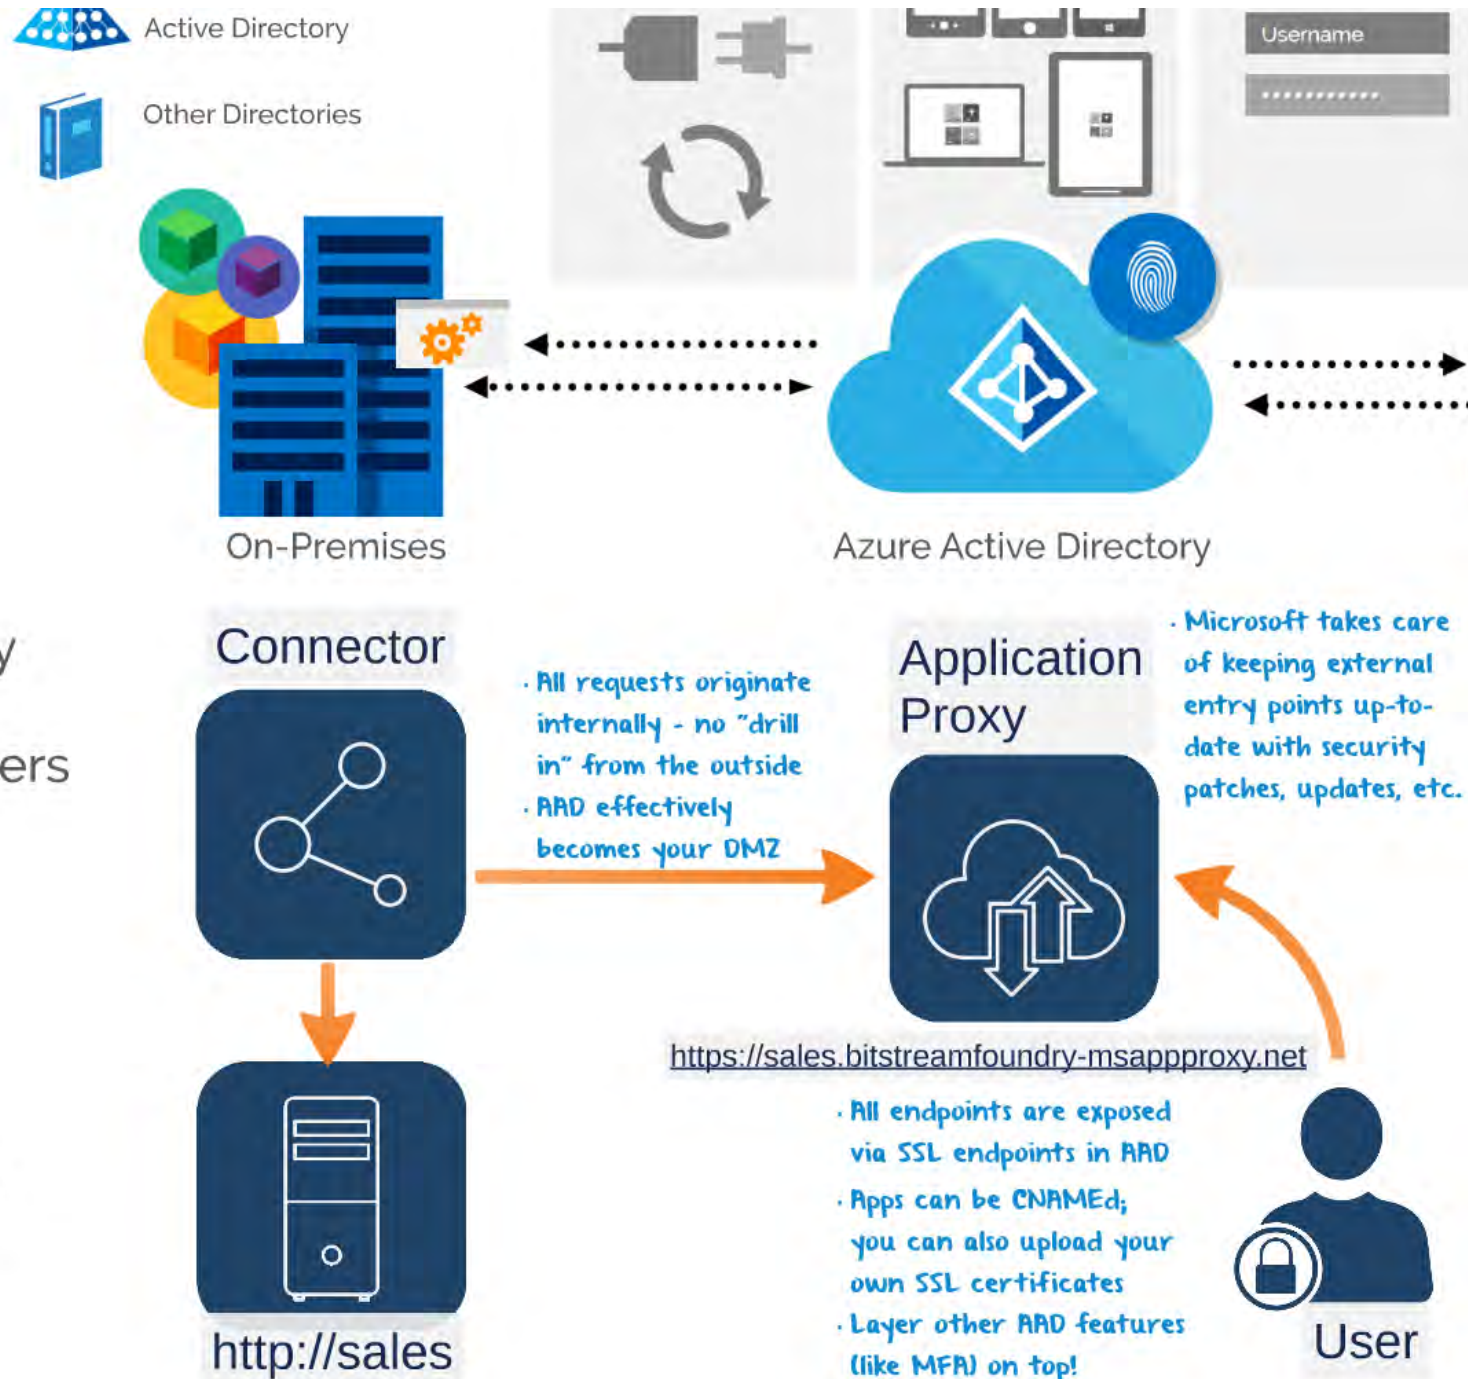 Active Directory
Other Directories
Username
On-Premises
Azure Active Directory
y
ers
Connector
· All requests originate
internally - no "drill
in" from the outside
· AAD effectively
becomes your DMZ
Application
Proxy
· Microsoft takes care
of keeping external
entry points up-to-
date with security
patches, updates, etc.
https://sales.bitstreamfoundry-msappproxy.net
· All endpoints are exposed
via SSL endpoints in AAD
· Apps can be CNAMEd;
you can also upload your
own SSL certificates
· Layer other AAD features
(like MFA) on top!
http://sales
User